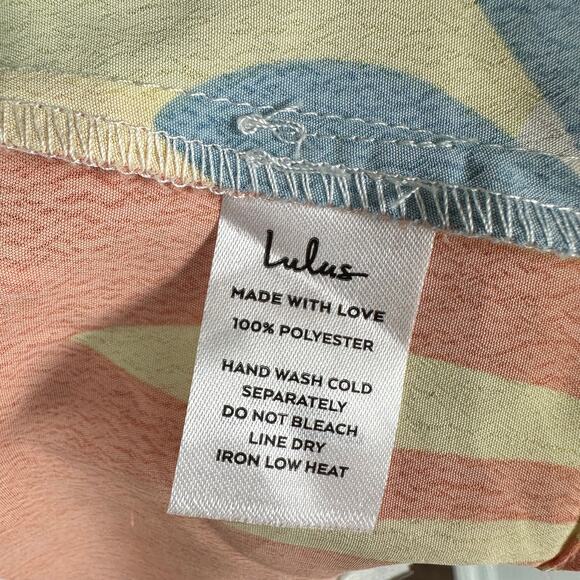 Lulus
MADE WITH LOVE
100% POLYESTER
HAND WASH COLD
SEPARATELY
DO NOT BLEACH
LINE DRY
IRON LOW HEAT